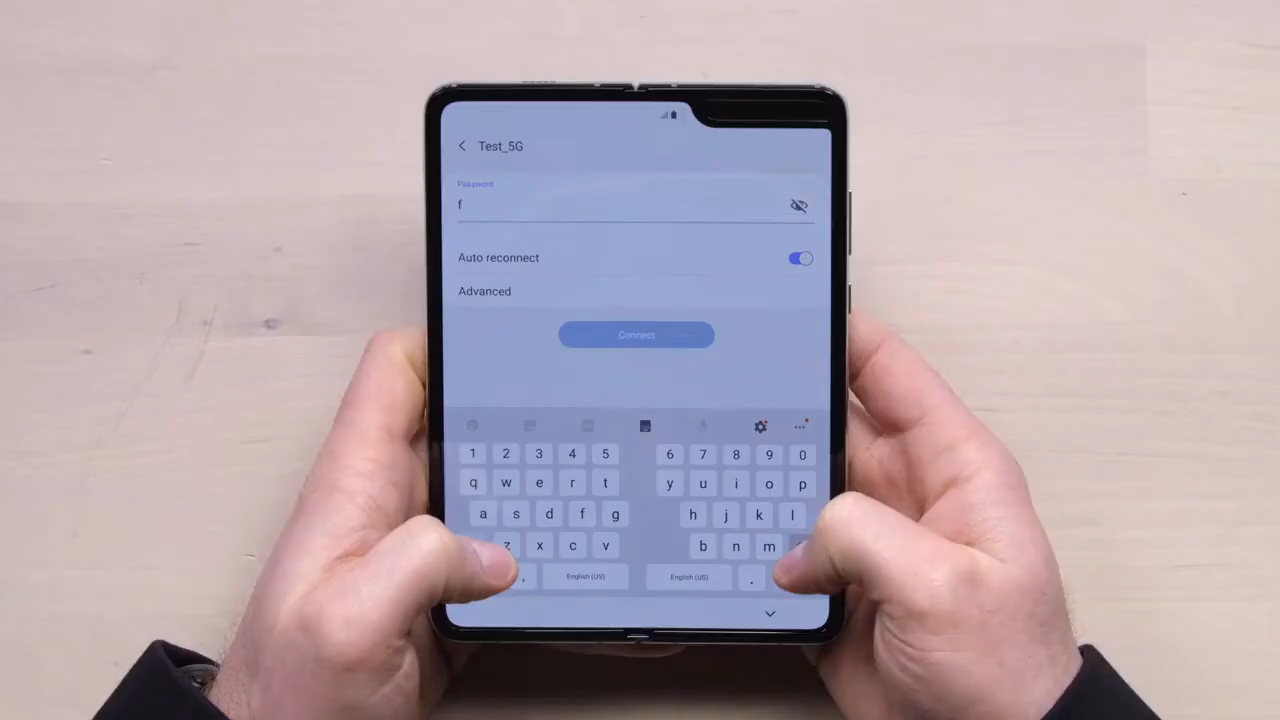 Test_5G
Password
f
Auto reconnect
Advanced
Connect
1 2 3 4 5 6 7 8 9 0
q w e r t y u i o p
a s d f g h j k l
z x c v b n m
, English (US) English (US) .